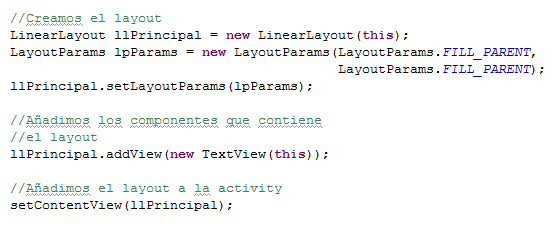 //Creamos el layout
LinearLayout llPrincipal = new LinearLayout(this);
LayoutParams lpParams = new LayoutParams(LayoutParams.FILL_PARENT,
LayoutParams.FILL_PARENT);
llPrincipal.setLayoutParams(lpParams);
//Añadimos los componentes que contiene
//el layout
llPrincipal.addView(new TextView(this));
//Añadimos el layout a la activity
setContentView(llPrincipal);